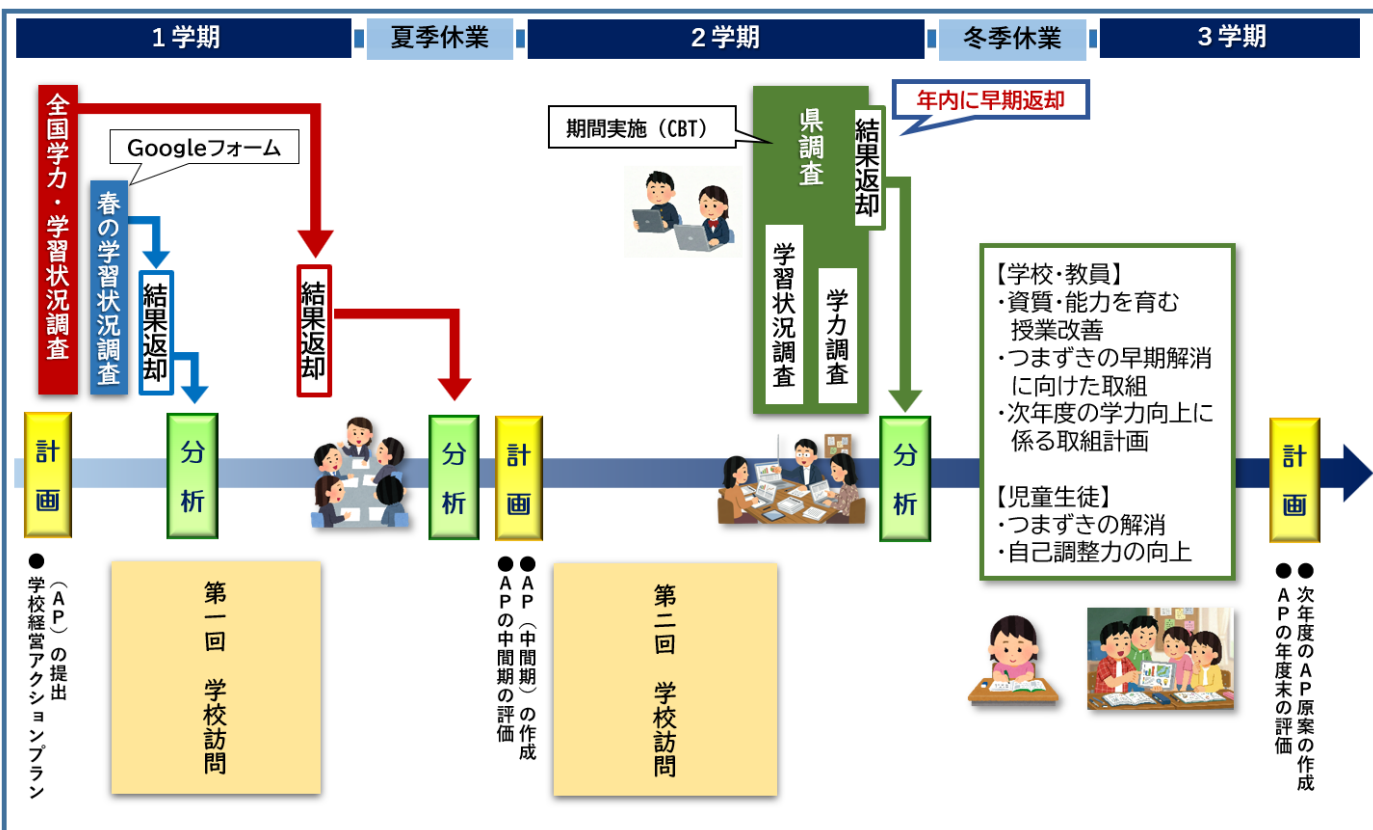 1学期
夏季休業
2学期
冬季休業
3学期
全国学力・学習状況調査
Googleフォーム
春の学習状況調査
結果返却
結果返却
期間実施（CBT）
県調査
学習状況調査
学力調査
結果返却
年内に早期返却
計画
分析
分析
計画
分析
【学校・教員】
・資質・能力を育む
授業改善
・つまずきの早期解消
に向けた取組
・次年度の学力向上に
係る取組計画
【児童生徒】
・つまずきの解消
・自己調整力の向上
計画
●学校経営アクションプラン
（AP）の提出
第一回　学校訪問
●AP（中間期）の作成
●APの中間期の評価
第二回　学校訪問
●次年度のAP原案の作成
●APの年度末の評価